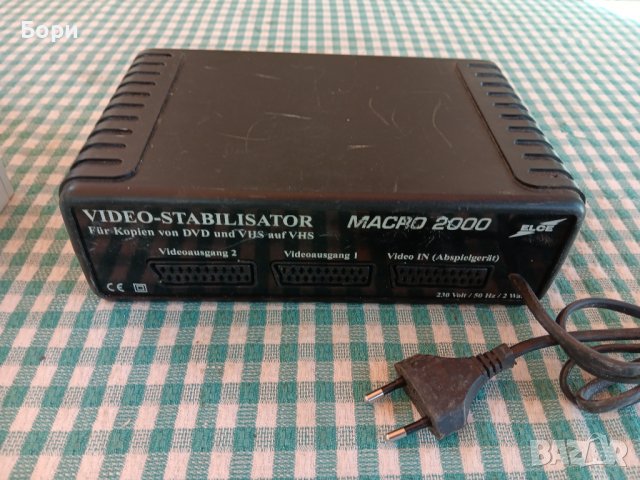 Бори
VIDEO-STABILISATOR MACRO 2000 ELCE
Für Kopien von DVD und VHS auf VHS
Videoausgang 2 Videoausgang 1 Video IN (Abspielgerät)
CE 230 Volt / 50 Hz / 2 Wa
BAZAR